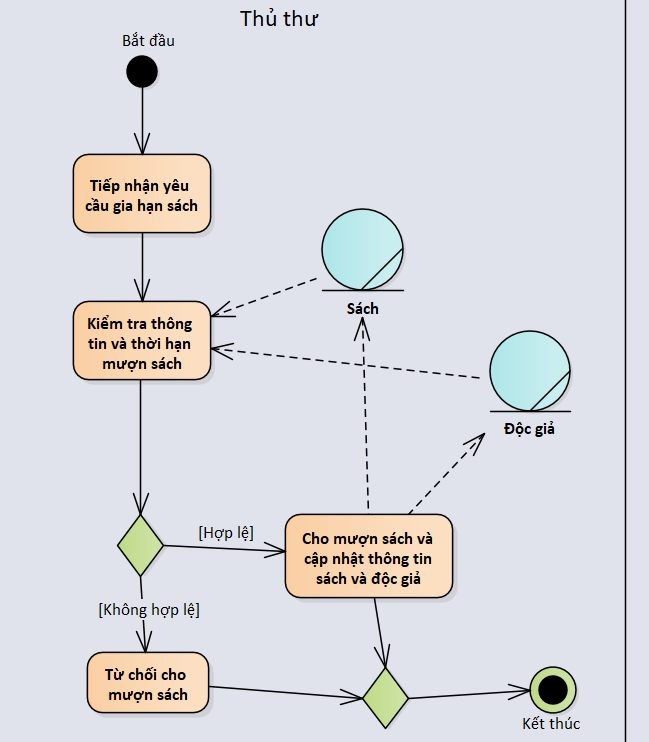 Thủ thư
Bắt đầu
Tiếp nhận yêu
cầu gia hạn sách
Sách
Kiểm tra thông
tin và thời hạn
mượn sách
Độc giả
[Hợp lệ]
Cho mượn sách và
cập nhật thông tin
sách và độc giả
[Không hợp lệ]
Từ chối cho
mượn sách
Kết thúc